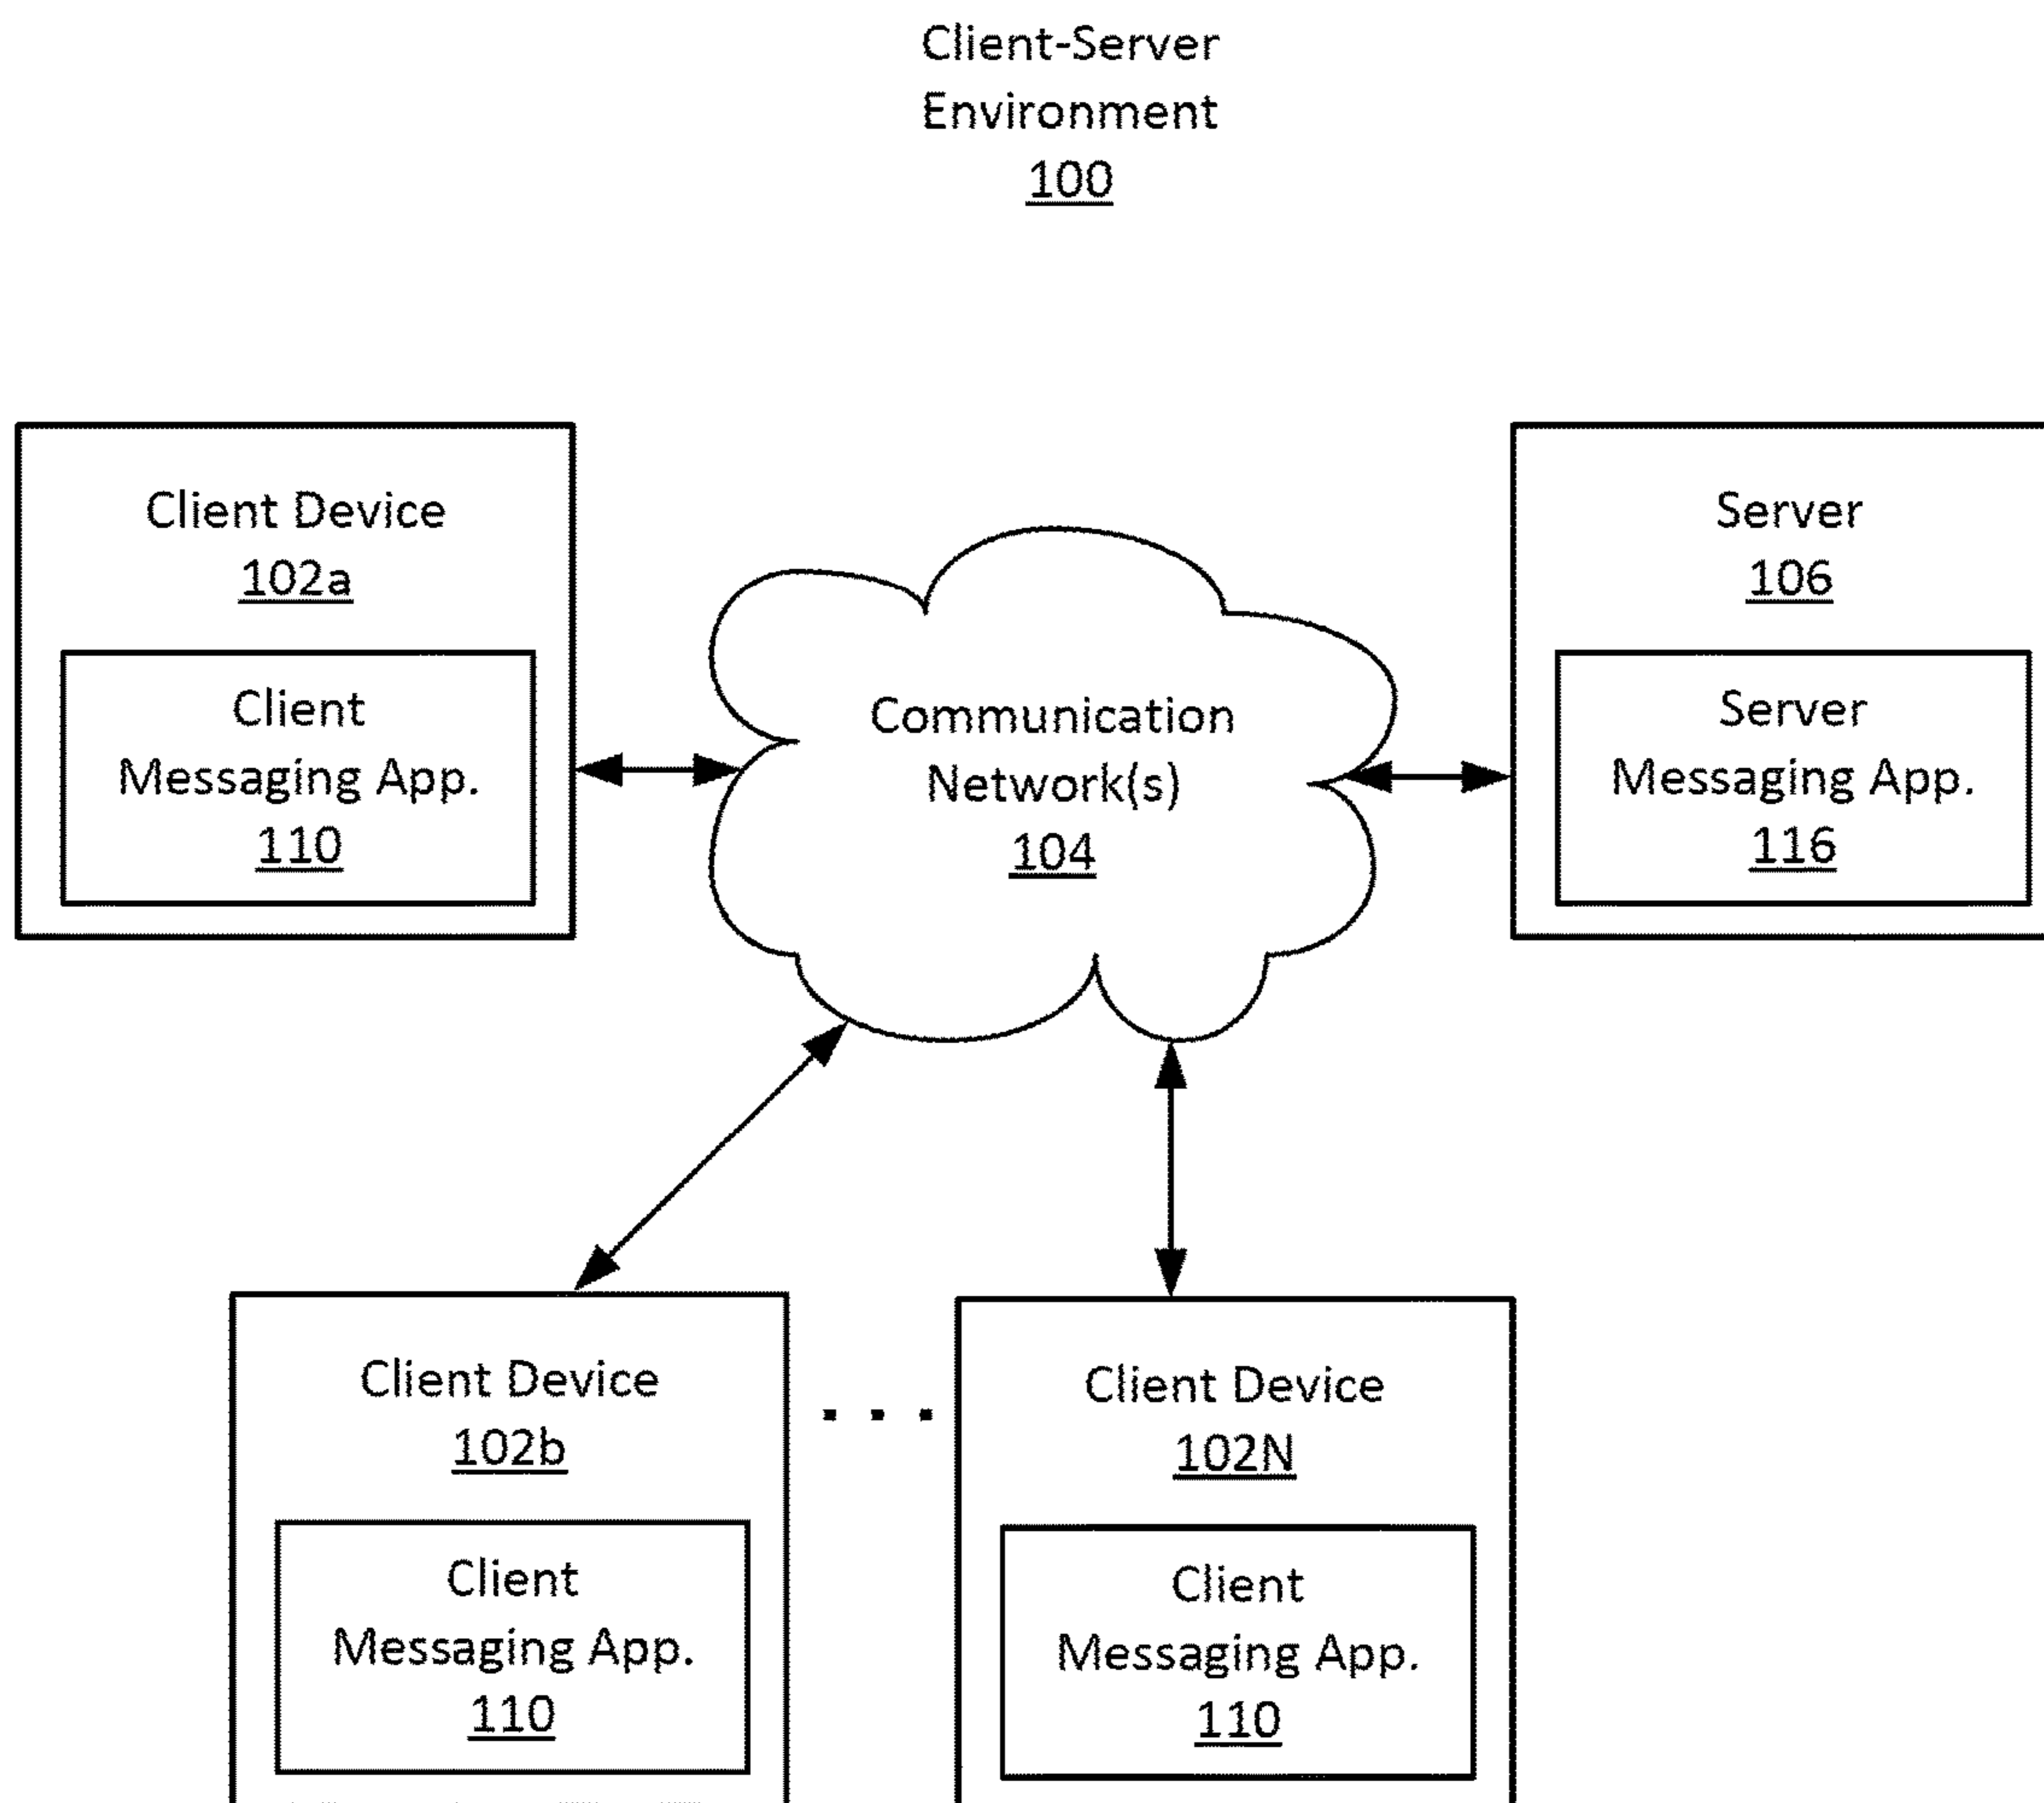 Client-Server
Environment
100
Client Device
102a
Client
Messaging App.
110
Communication
Network(s)
104
Server
106
Server
Messaging App.
116
Client Device
102b
Client
Messaging App.
110
. . .
Client Device
102N
Client
Messaging App.
110